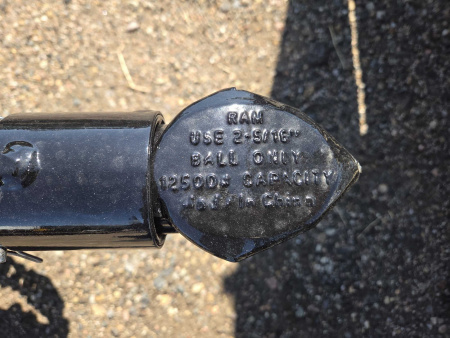 RAM
USE 2-5/16"
BALL ONLY
12500# CAPACITY
Made in China